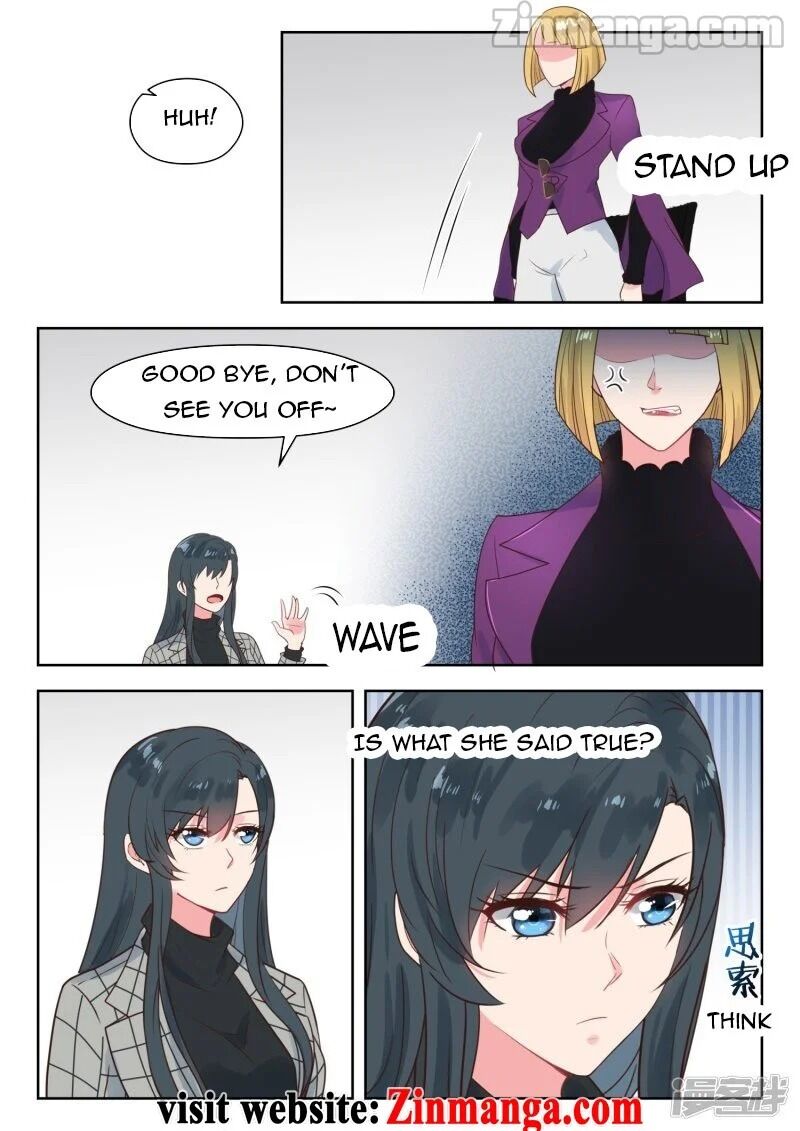 Zinmanga.com
HUH!
STAND UP
GOOD BYE, DON'T
SEE YOU OFF~
WAVE
IS WHAT SHE SAID TRUE?
思索
THINK
漫客栈
visit website: Zinmanga.com